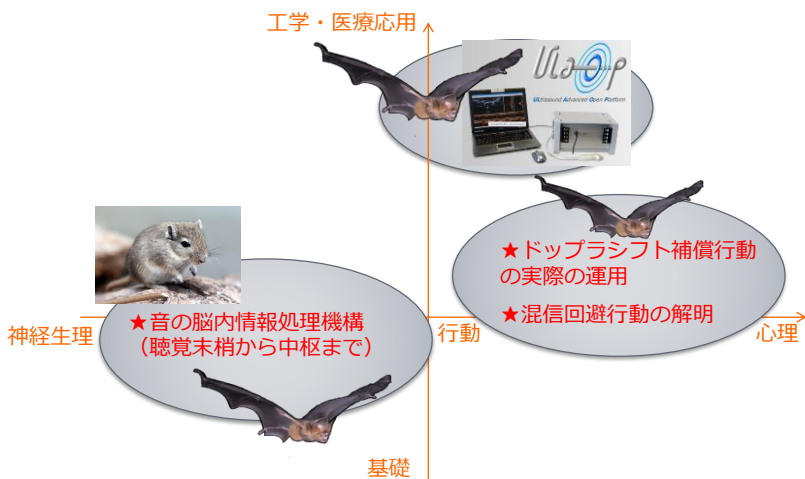 工学・医療応用
Ula-Op
ULtrasound Advanced Open Platform
★ドップラシフト補償行動
の実際の運用
★混信回避行動の解明
★音の脳内情報処理機構
（聴覚末梢から中枢まで）
神経生理
行動
心理
基礎